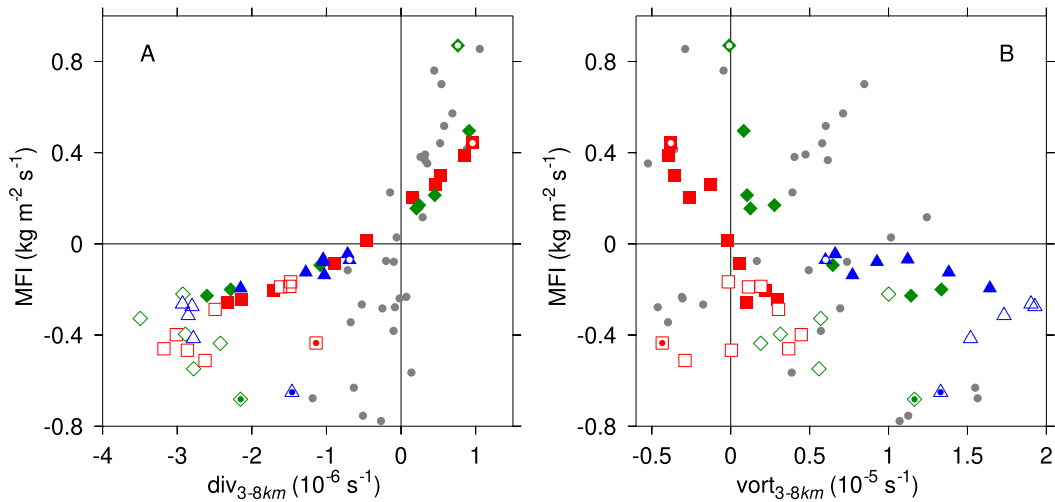 A
B
MFI (kg m-2 s-1)
0.8
0.4
0
-0.4
-0.8
-4 -3 -2 -1 0 1
div3-8km (10-6 s-1)
MFI (kg m-2 s-1)
0.8
0.4
0
-0.4
-0.8
-0.5 0 0.5 1 1.5 2
vort3-8km (10-5 s-1)